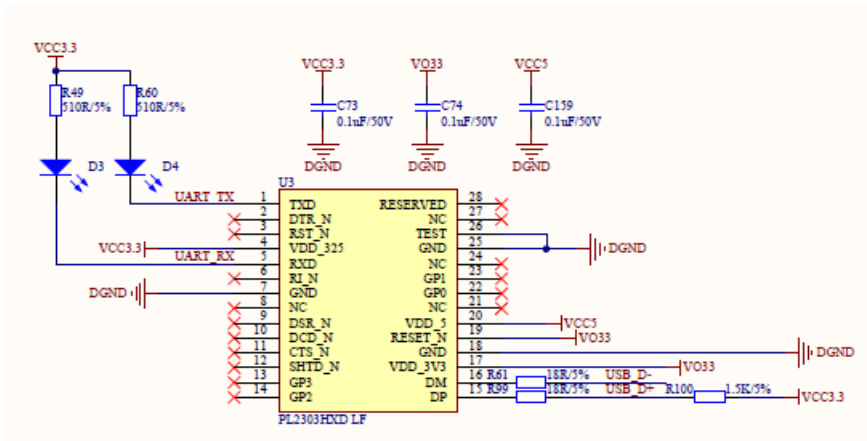 VCC3.3
R49
510R/5%
R60
510R/5%
D3
D4
VCC3.3
C73
0.1uF/50V
DGND
VO33
C74
0.1uF/50V
DGND
VCC5
C159
0.1uF/50V
DGND
U3
UART_TX
1 TXD
2 DTR_N
3 RST_N
VCC3.3
4 VDD_325
UART_RX
5 RXD
6 RI_N
DGND
7 GND
8 NC
9 DSR_N
10 DCD_N
11 CTS_N
12 SHTD_N
13 GP3
14 GP2
RESERVED 28
NC 27
TEST 26
GND 25
DGND
NC 24
GP1 23
GP0 22
NC 21
VDD_5 20
VCC5
RESET_N 19
VO33
GND 18
DGND
VDD_3V3 17
VO33
DM 16 R61 18R/5% USB_D-
DP 15 R99 18R/5% USB_D+ R100 1.5K/5%
VCC3.3
PL2303HXD LF